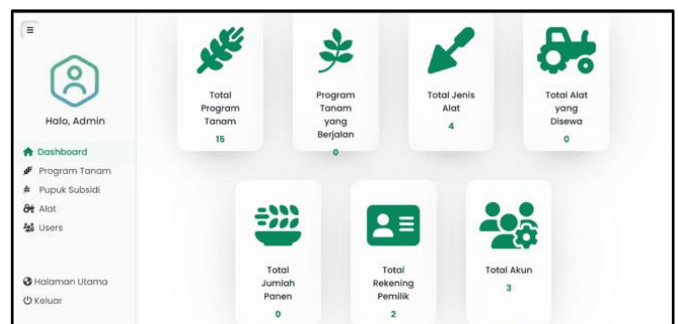 Halo, Admin
Dashboard
Program Tanam
Pupuk Subsidi
Alat
Users
Halaman Utama
Keluar
Total
Program
Tanam
15
Program
Tanam
yang
Berjalan
0
Total Jenis
Alat
4
Total Alat
yang
Disewa
0
Total
Jumlah
Panen
0
Total
Rekening
Pemilik
2
Total Akun
3